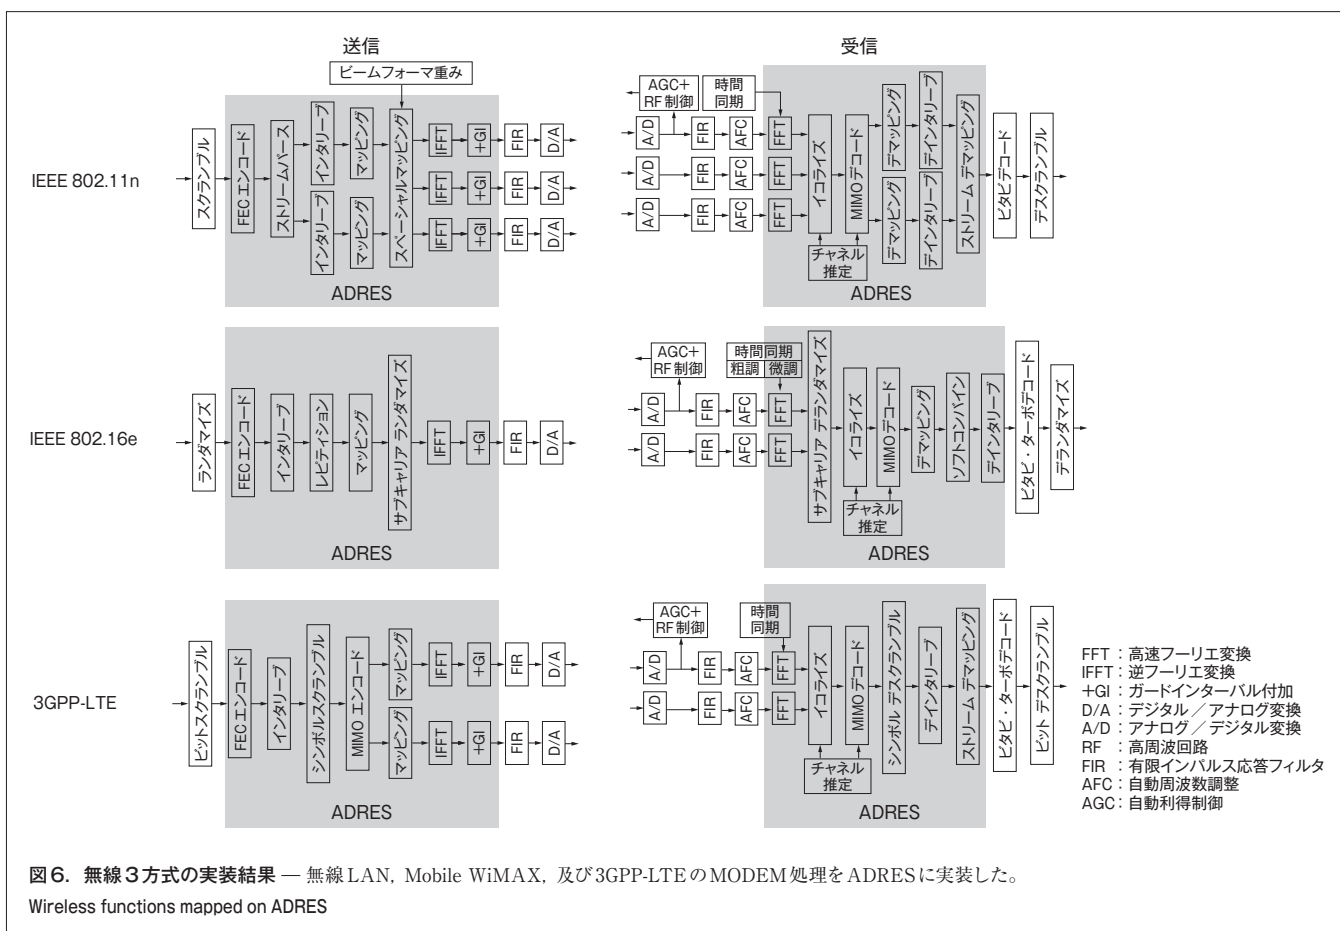 送信
受信
ビームフォーマ重み
IEEE 802.11n
スクランブル
FECエンコード
ストリームパース
インタリーブ
インタリーブ
マッピング
マッピング
スペーシャルマッピング
IFFT
IFFT
IFFT
+GI
+GI
+GI
FIR
FIR
FIR
D/A
D/A
D/A
ADRES
AGC+
RF制御
時間
同期
A/D
A/D
A/D
FIR
FIR
FIR
AFC
AFC
AFC
FFT
FFT
FFT
イコライズ
MIMOデコード
チャネル
推定
デマッピング
デマッピング
デインタリーブ
デインタリーブ
ストリーム デマッピング
ビタビデコード
デスクランブル
ADRES
IEEE 802.16e
ランダマイズ
FECエンコード
インタリーブ
レピティション
マッピング
サブキャリア ランダマイズ
IFFT
+GI
FIR
D/A
ADRES
AGC+
RF制御
時間同期
粗調
微調
A/D
A/D
FIR
FIR
AFC
AFC
FFT
FFT
サブキャリア デランダマイズ
イコライズ
MIMOデコード
チャネル
推定
デマッピング
ソフトコンバイン
デインタリーブ
ビタビ・ターボデコード
デランダマイズ
ADRES
3GPP-LTE
ビットスクランブル
FECエンコード
インタリーブ
シンボルスクランブル
MIMO エンコード
マッピング
マッピング
IFFT
IFFT
+GI
+GI
FIR
FIR
D/A
D/A
ADRES
AGC+
RF制御
時間
同期
A/D
A/D
FIR
FIR
AFC
AFC
FFT
FFT
イコライズ
MIMOデコード
チャネル
推定
シンボル デスクランブル
デインタリーブ
ストリーム デマッピング
ビタビ・ターボデコード
ビット デスクランブル
ADRES
FFT：高速フーリエ変換
IFFT：逆フーリエ変換
+GI：ガードインターバル付加
D/A：デジタル／アナログ変換
A/D：アナログ／デジタル変換
RF：高周波回路
FIR：有限インパルス応答フィルタ
AFC：自動周波数調整
AGC：自動利得制御
図6. 無線3方式の実装結果 — 無線LAN, Mobile WiMAX, 及び3GPP-LTEのMODEM処理をADRESに実装した。
Wireless functions mapped on ADRES